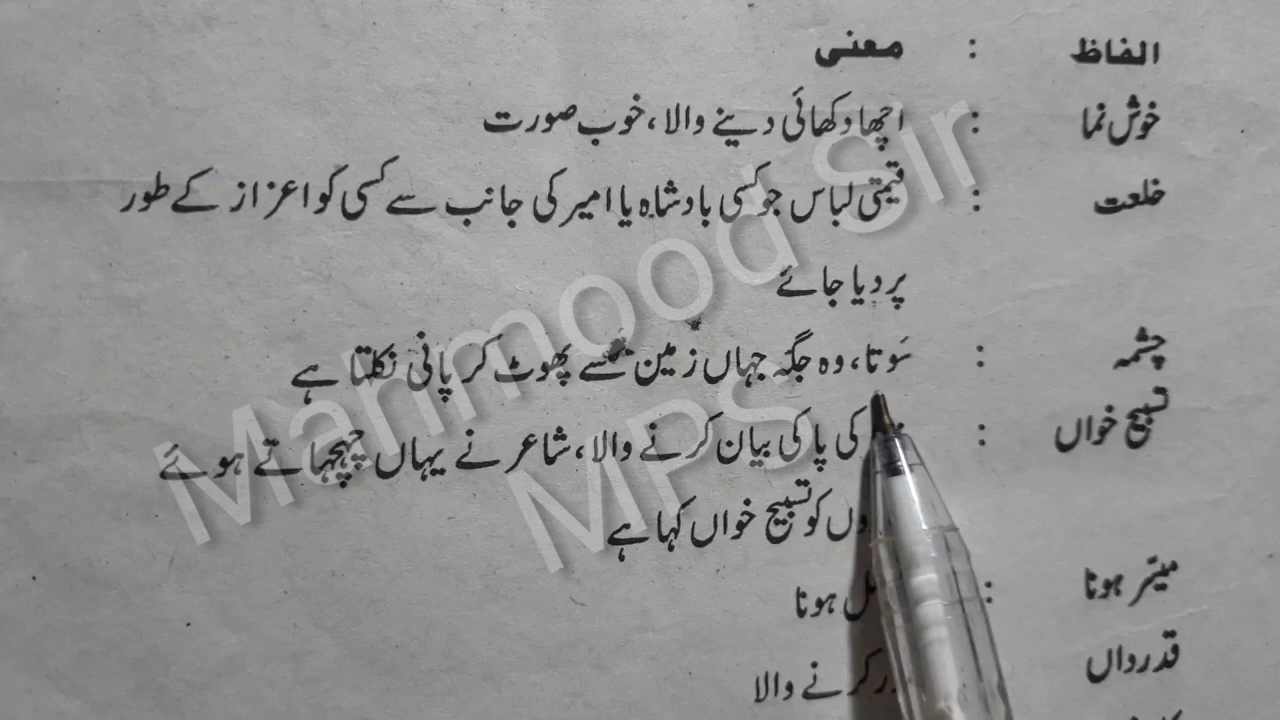 الفاظ : معنی
خوش نما : اچھا دکھائی دینے والا، خوب صورت
خلعت : قیمتی لباس جو کسی بادشاہ یا امیر کی جانب سے کسی کو اعزاز کے طور
پر دیا جائے
چشمہ : سَوتا، وہ جگہ جہاں زمین سے پھوٹ کر پانی نکلتا ہے
تسبیح خواں : کی پاکی بیان کرنے والا، شاعر نے یہاں چہچہاتے ہوئے
کو تسبیح خواں کہا ہے
میسّر ہونا : ہونا
قدرداں کرنے والا
Mahmood Sir
MPS